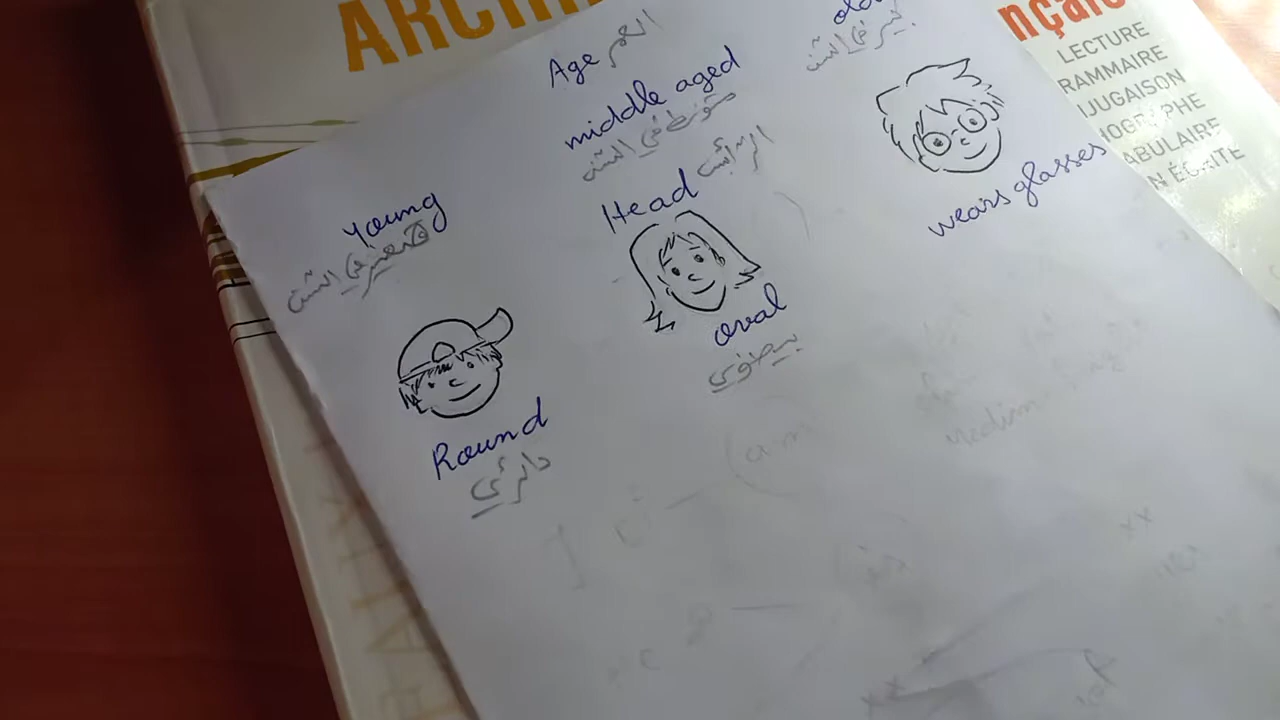 ARCHI
nçais
LECTURE
RAMMAIRE
JUGAISON
HOGRAPHE
ABULAIRE
N ÉCRITE
Age العمر
middle aged
متوسط في السن
old
كبير في السن
Young
صغير في السن
Head الرأس
oval
بيضوي
wears glasses
Round
دائري